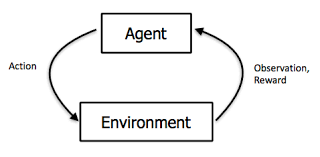 Agent
Action
Observation,
Reward
Environment